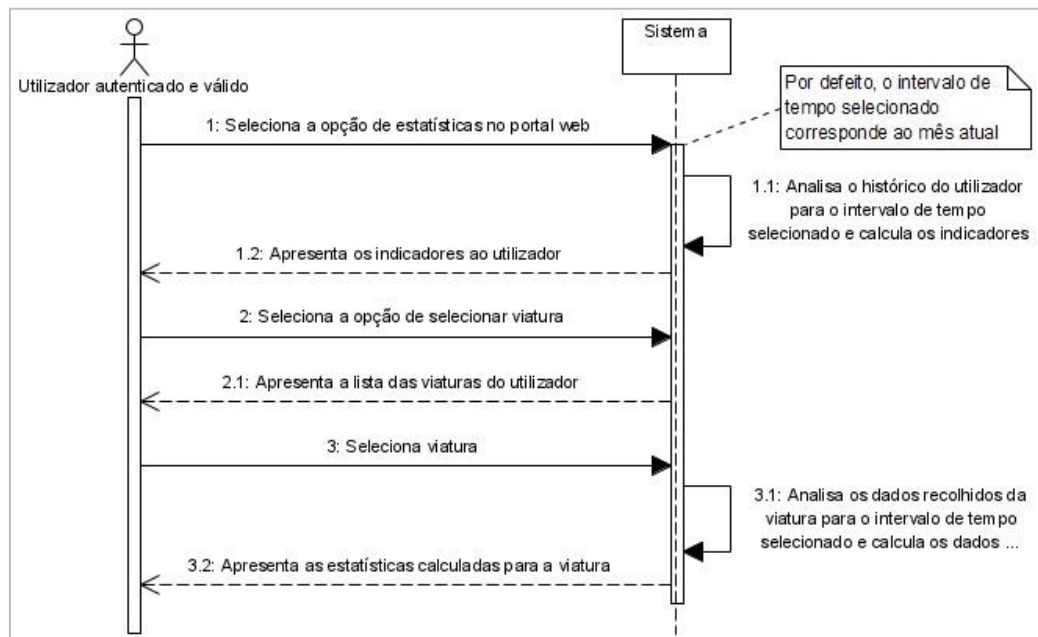 Sistema
Utilizador autenticado e válido
Por defeito, o intervalo de
tempo selecionado
corresponde ao mês atual
1: Seleciona a opção de estatísticas no portal web
1.1: Analisa o histórico do utilizador
para o intervalo de tempo
selecionado e calcula os indicadores
1.2: Apresenta os indicadores ao utilizador
2: Seleciona a opção de selecionar viatura
2.1: Apresenta a lista das viaturas do utilizador
3: Seleciona viatura
3.1: Analisa os dados recolhidos da
viatura para o intervalo de tempo
selecionado e calcula os dados ...
3.2: Apresenta as estatísticas calculadas para a viatura